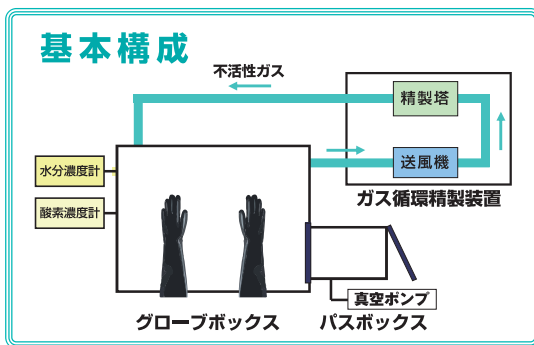 基本構成
不活性ガス
精製塔
送風機
ガス循環精製装置
水分濃度計
酸素濃度計
真空ポンプ
グローブボックス
パスボックス